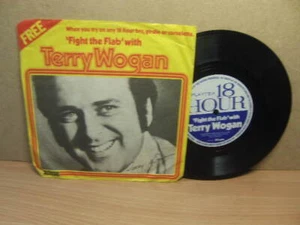 FREE
When you try on any 18 Hour bra, girdle or corselette.
'Fight the Flab' with
Terry Wogan
18
HOUR
'Fight the Flab' with
Terry Wogan